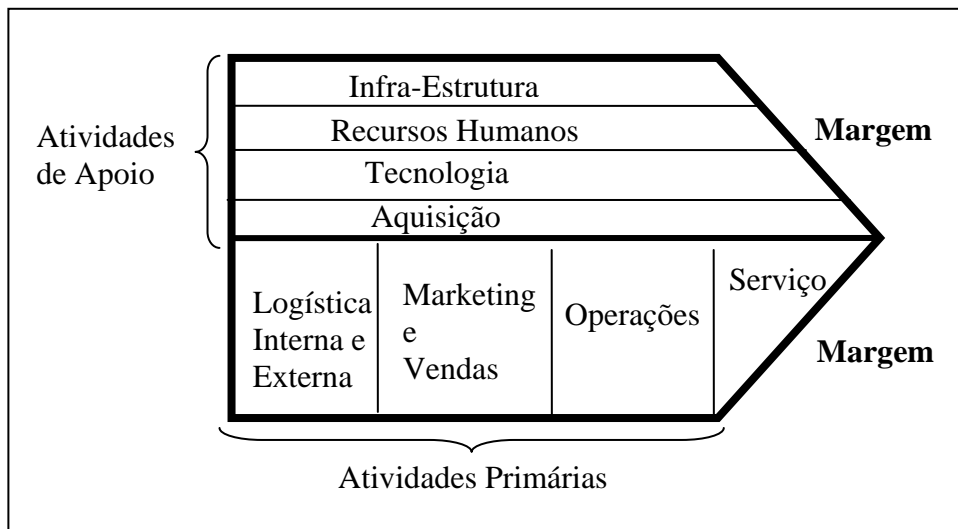 Infra-Estrutura
Recursos Humanos
Tecnologia
Aquisição
Atividades
de Apoio
Margem
Logística
Interna e
Externa
Marketing
e
Vendas
Operações
Serviço
Margem
Atividades Primárias